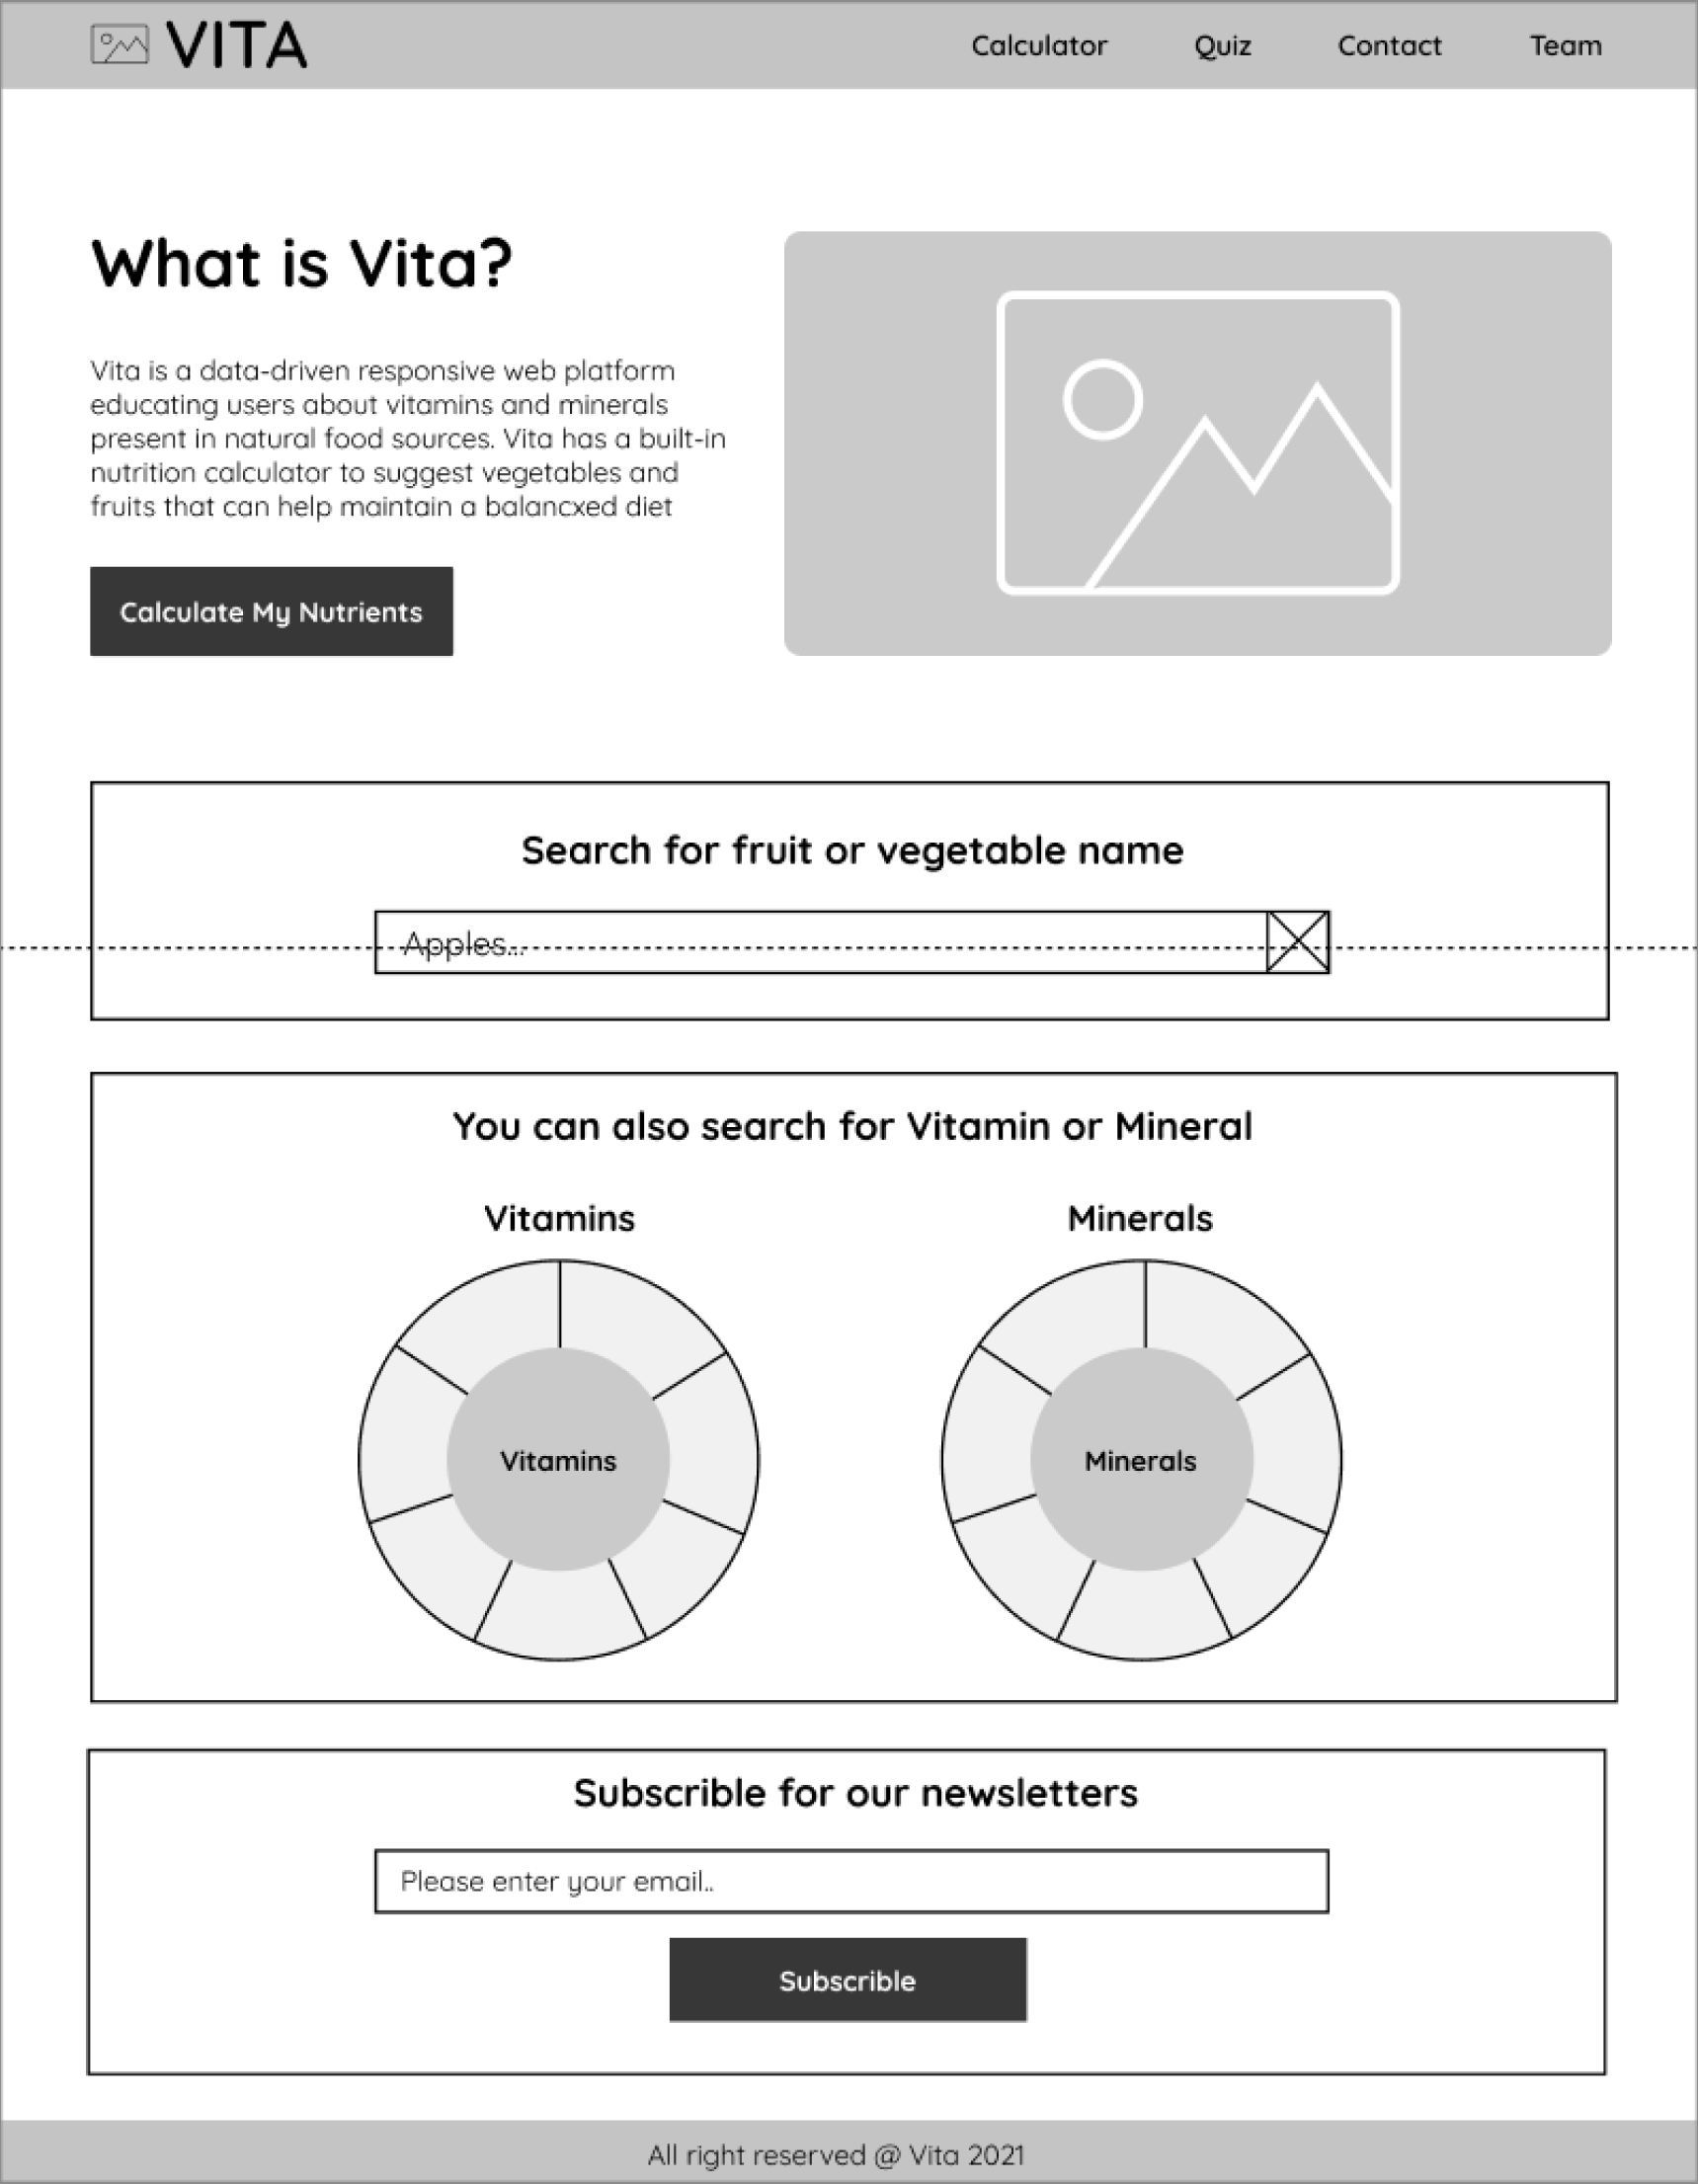 VITA
Calculator Quiz Contact Team
What is Vita?
Vita is a data-driven responsive web platform
educating users about vitamins and minerals
present in natural food sources. Vita has a built-in
nutrition calculator to suggest vegetables and
fruits that can help maintain a balancxed diet
Calculate My Nutrients
Search for fruit or vegetable name
Apples...
You can also search for Vitamin or Mineral
Vitamins
Minerals
Vitamins
Minerals
Subscrible for our newsletters
Please enter your email..
Subscrible
All right reserved @ Vita 2021